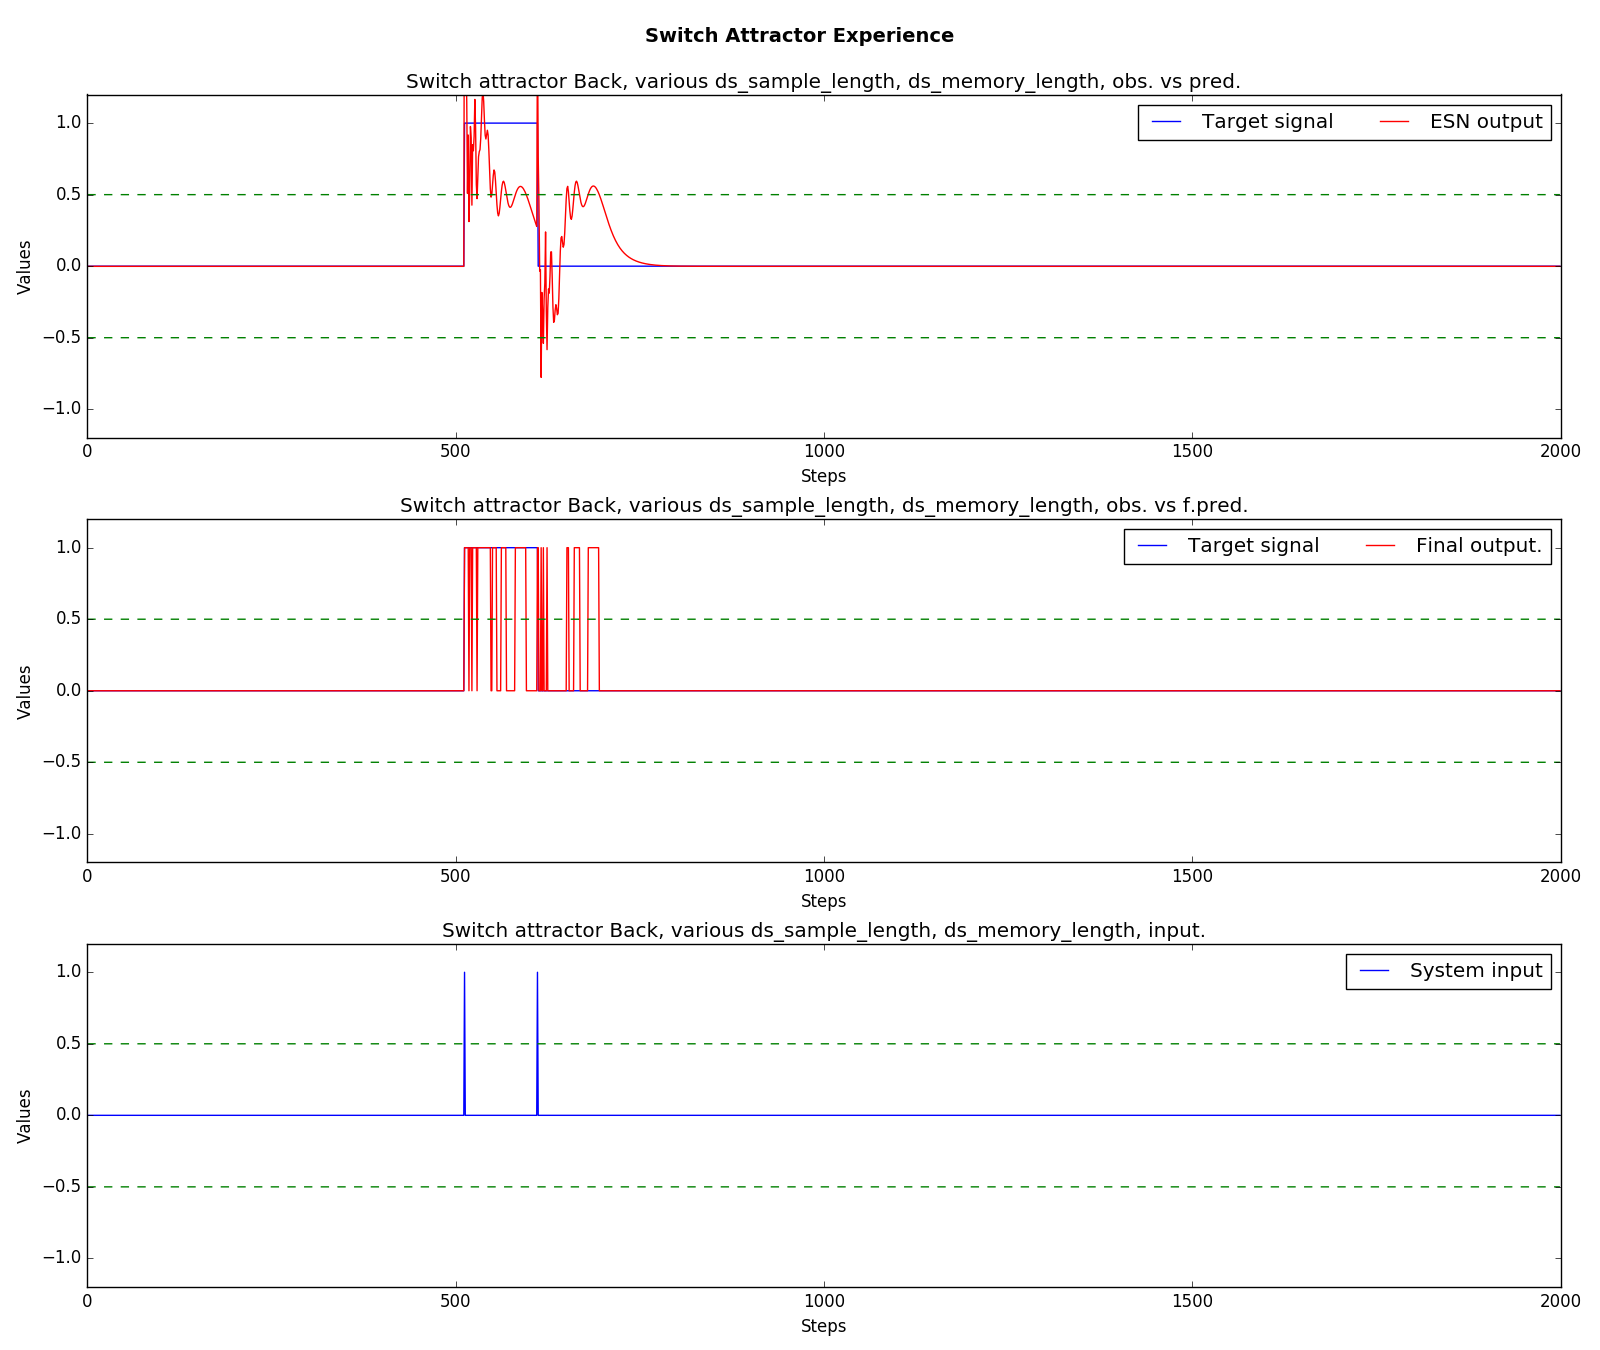 Switch Attractor Experience
Switch attractor Back, various ds_sample_length, ds_memory_length, obs. vs pred.
Target signal ESN output
1.0
0.5
0.0
−0.5
−1.0
Values
0 500 1000 1500 2000
Steps
Switch attractor Back, various ds_sample_length, ds_memory_length, obs. vs f.pred.
Target signal Final output.
1.0
0.5
0.0
−0.5
−1.0
Values
0 500 1000 1500 2000
Steps
Switch attractor Back, various ds_sample_length, ds_memory_length, input.
System input
1.0
0.5
0.0
−0.5
−1.0
Values
0 500 1000 1500 2000
Steps